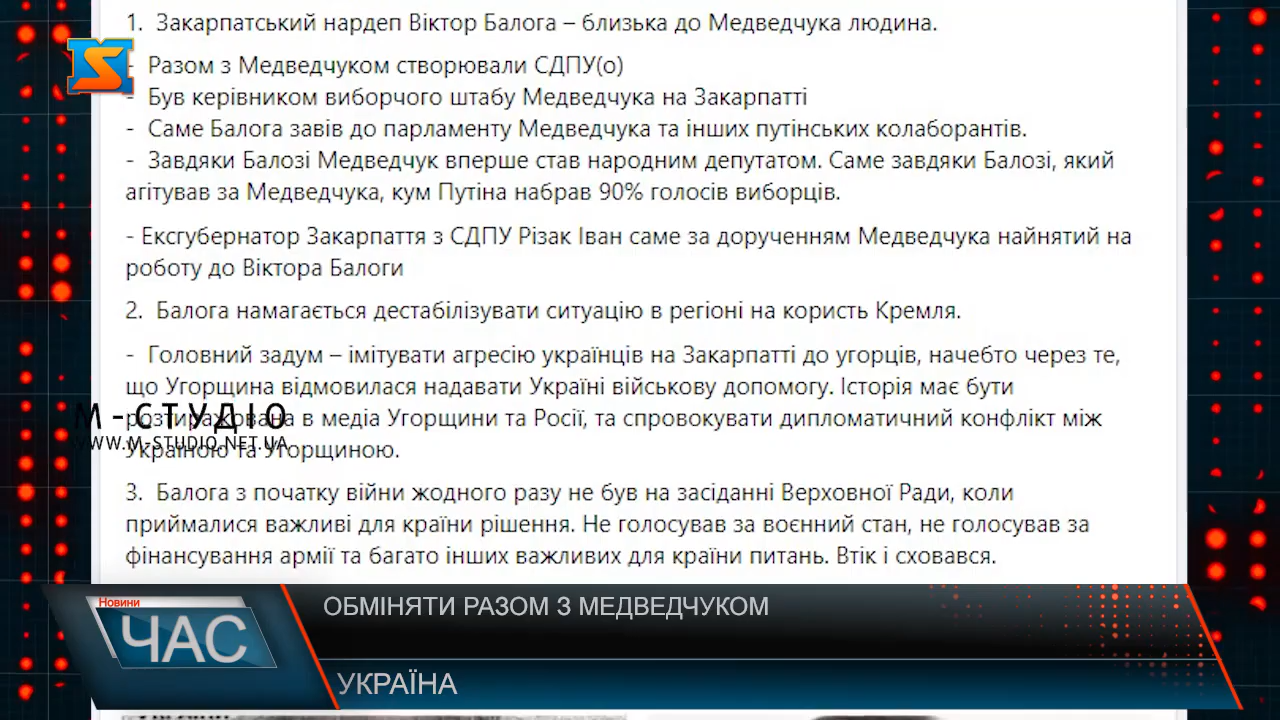 1. Закарпатський нардеп Віктор Балога – близька до Медведчука людина.
- Разом з Медведчуком створювали СДПУ(о)
- Був керівником виборчого штабу Медведчука на Закарпатті
- Саме Балога завів до парламенту Медведчука та інших путінських колаборантів.
- Завдяки Балозі Медведчук вперше став народним депутатом. Саме завдяки Балозі, який
агітував за Медведчука, кум Путіна набрав 90% голосів виборців.
- Ексгубернатор Закарпаття з СДПУ Різак Іван саме за дорученням Медведчука найнятий на
роботу до Віктора Балоги
2. Балога намагається дестабілізувати ситуацію в регіоні на користь Кремля.
- Головний задум – імітувати агресію українців на Закарпатті до угорців, начебто через те,
що Угорщина відмовилася надавати Україні військову допомогу. Історія має бути
розтиражована в медіа Угорщини та Росії, та спровокувати дипломатичний конфлікт між
М-СТУДІО
WWW.M-STUDIO.NET.UA
Україною та Угорщиною.
3. Балога з початку війни жодного разу не був на засіданні Верховної Ради, коли
приймалися важливі для країни рішення. Не голосував за воєнний стан, не голосував за
фінансування армії та багато інших важливих для країни питань. Втік і сховався.
Новини
ЧАС
ОБМІНЯТИ РАЗОМ З МЕДВЕДЧУКОМ
УКРАЇНА